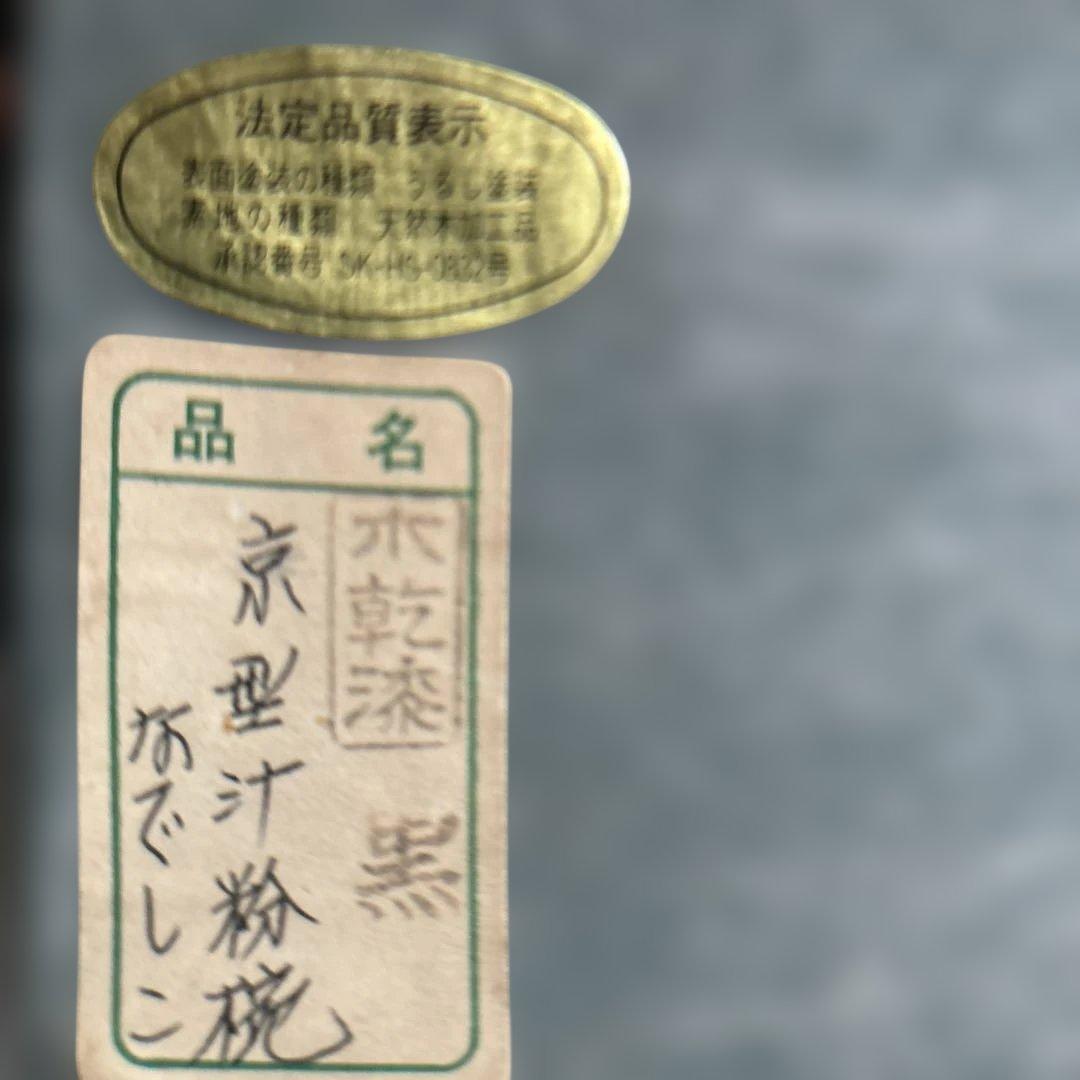 法定品質表示
表面塗装の種類 うるし塗装
素地の種類 天然木加工品
承認番号 SK-HS-0822号
品名
木乾漆
黒
京型汁粉椀
なでしこ